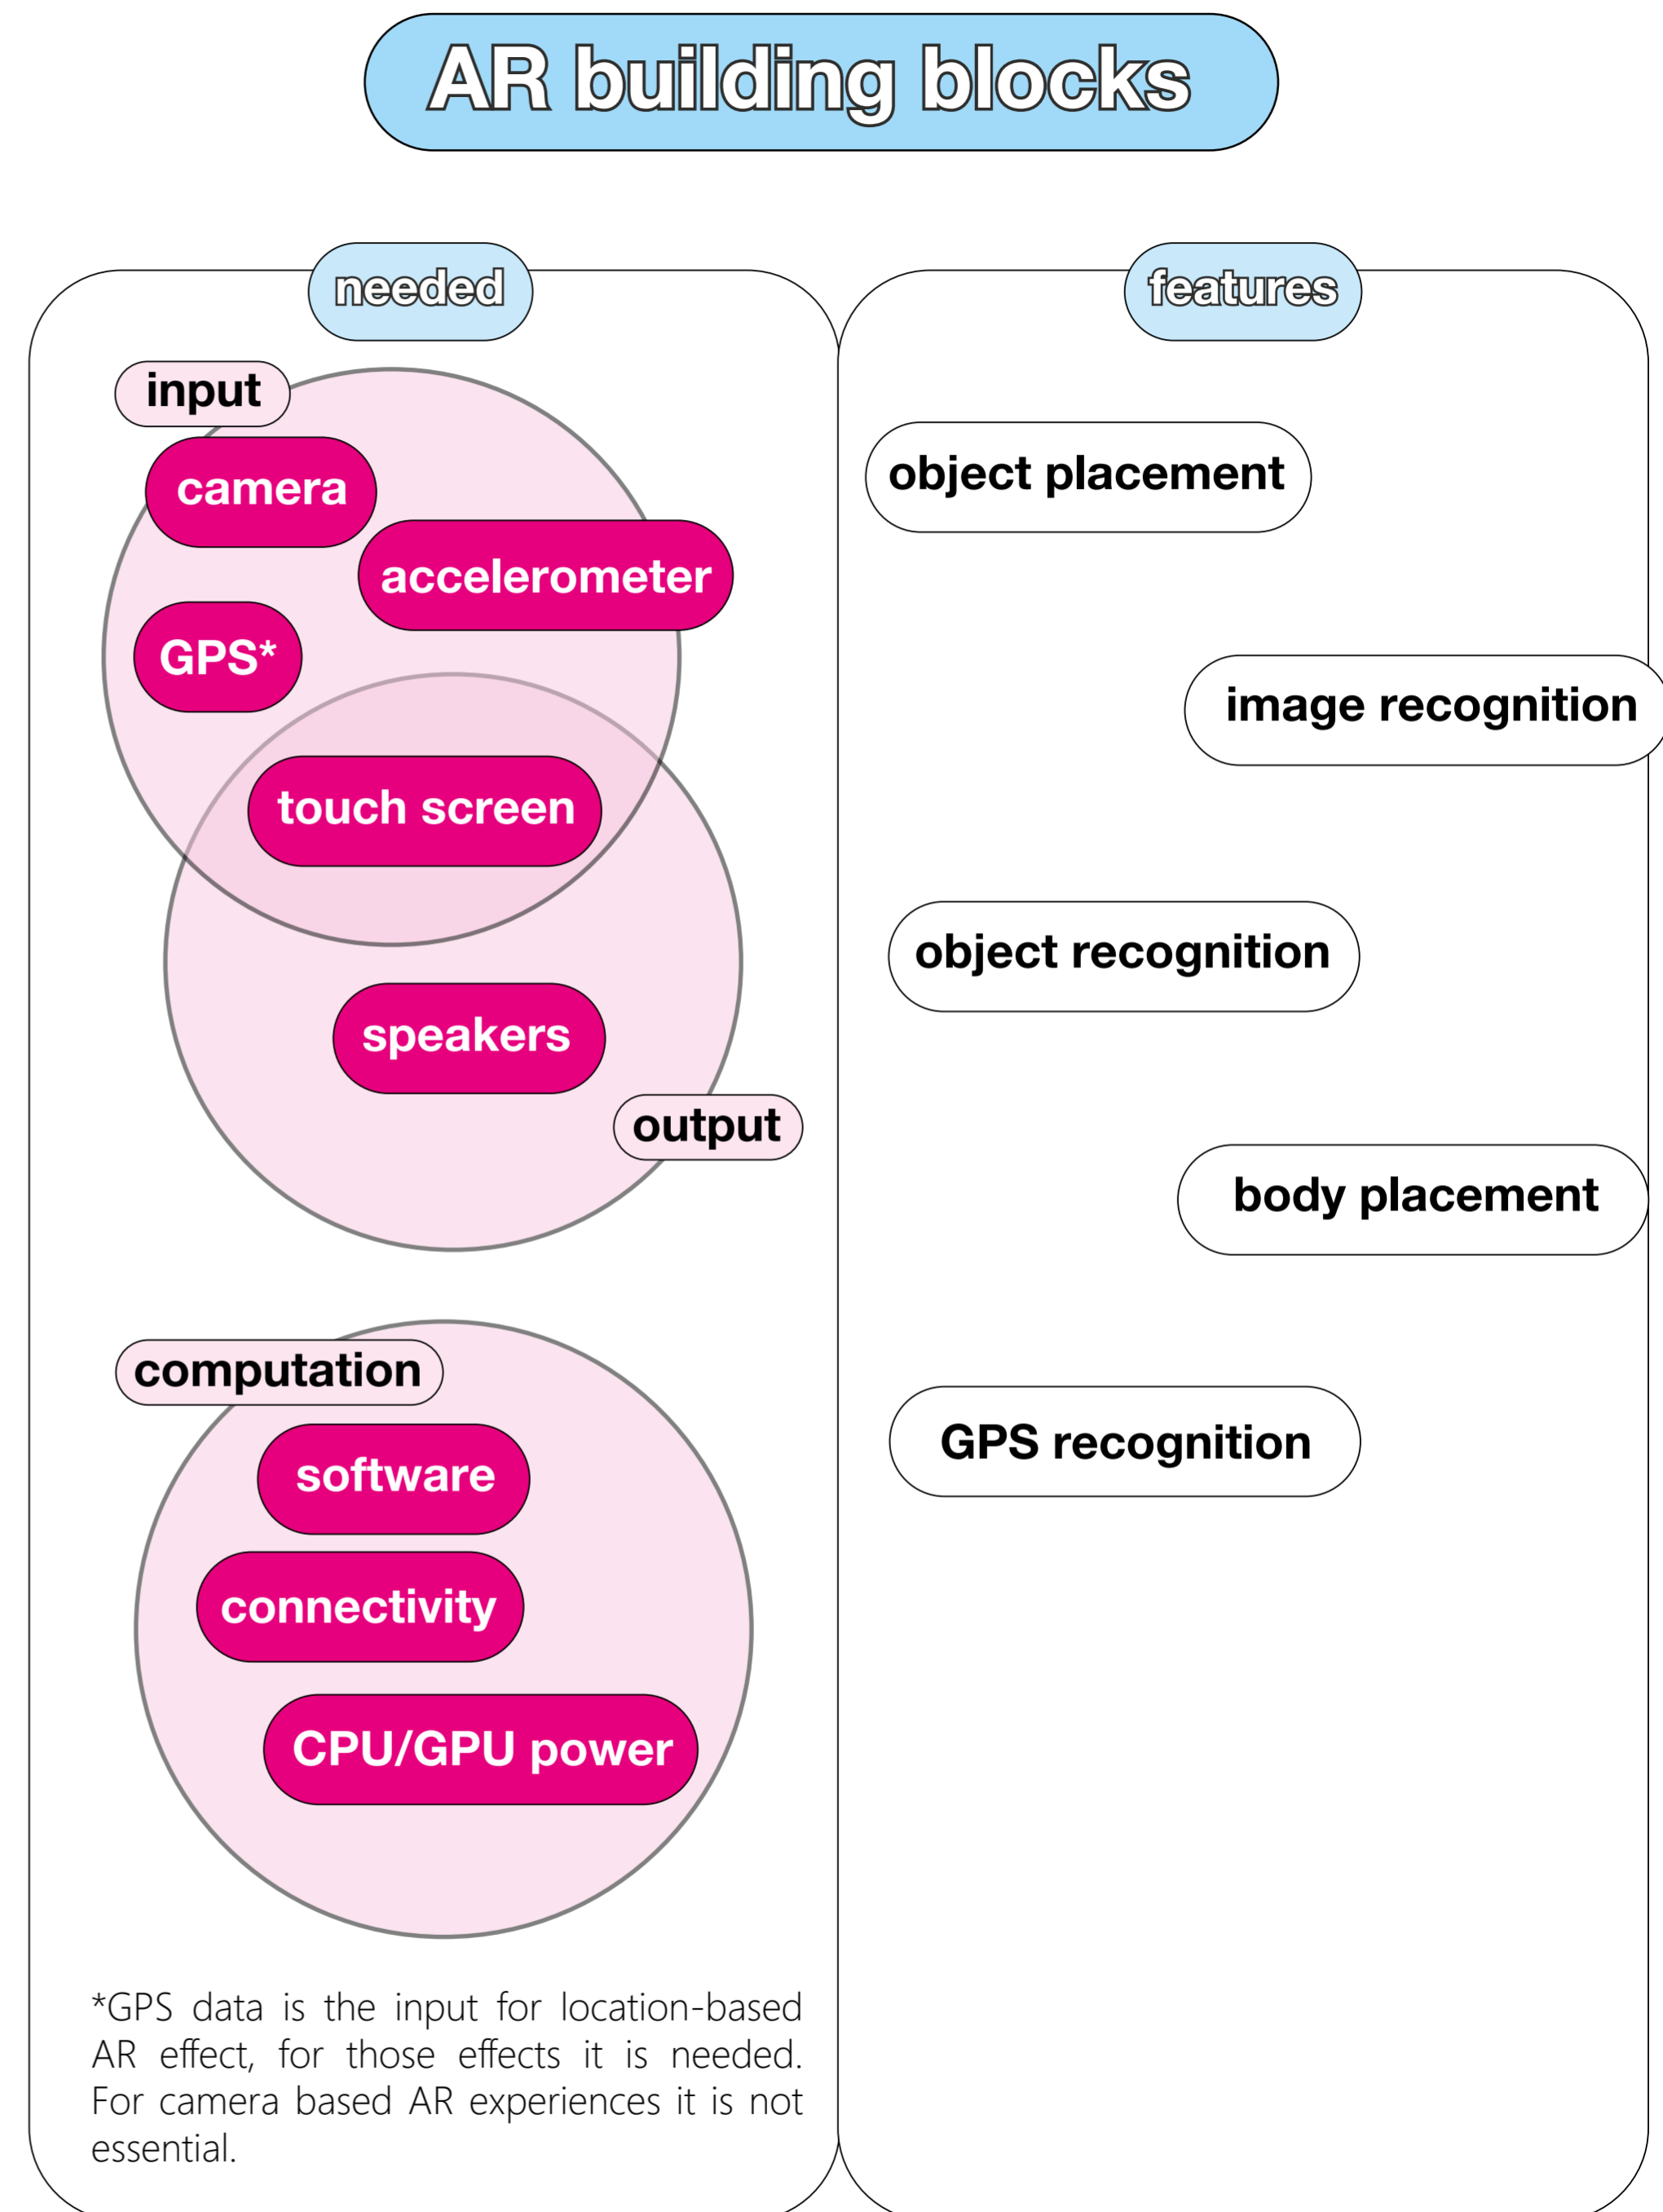 AR building blocks
needed
input
camera
accelerometer
GPS*
touch screen
speakers
output
computation
software
connectivity
CPU/GPU power
*GPS data is the input for location-based
AR effect, for those effects it is needed.
For camera based AR experiences it is not
essential.
features
object placement
image recognition
object recognition
body placement
GPS recognition